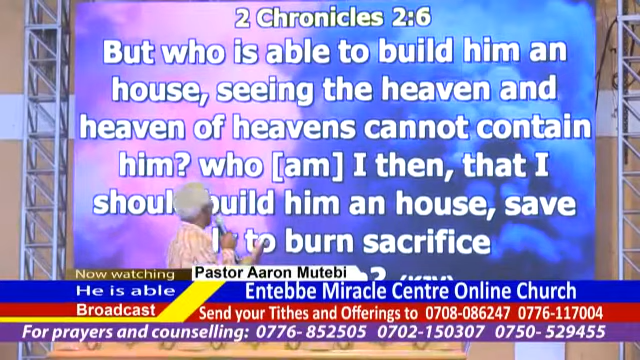 2 Chronicles 2:6
But who is able to build him an
house, seeing the heaven and
heaven of heavens cannot contain
him? who [am] I then, that I
should build him an house, save
to burn sacrifice
? (KJV)
Now watching
Pastor Aaron Mutebi
He is able
Entebbe Miracle Centre Online Church
Broadcast
Send your Tithes and Offerings to 0708-086247 0776-117004
For prayers and counselling: 0776- 852505 0702-150307 0750- 529455